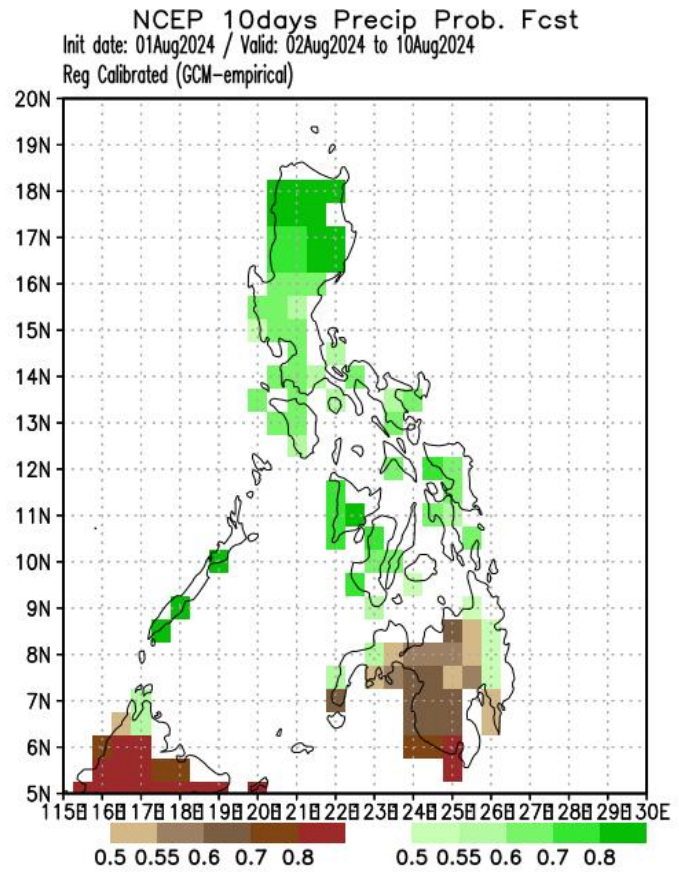 NCEP 10days Precip Prob. Fcst
Init date: 01Aug2024 / Valid: 02Aug2024 to 10Aug2024
Reg Calibrated (GCM-empirical)
20N
19N
18N
17N
16N
15N
14N
13N
12N
11N
10N
9N
8N
7N
6N
5N
115E 116E 117E 118E 119E 120E 121E 122E 123E 124E 125E 126E 127E 128E 129E 130E
0.5 0.55 0.6 0.7 0.8 0.5 0.55 0.6 0.7 0.8